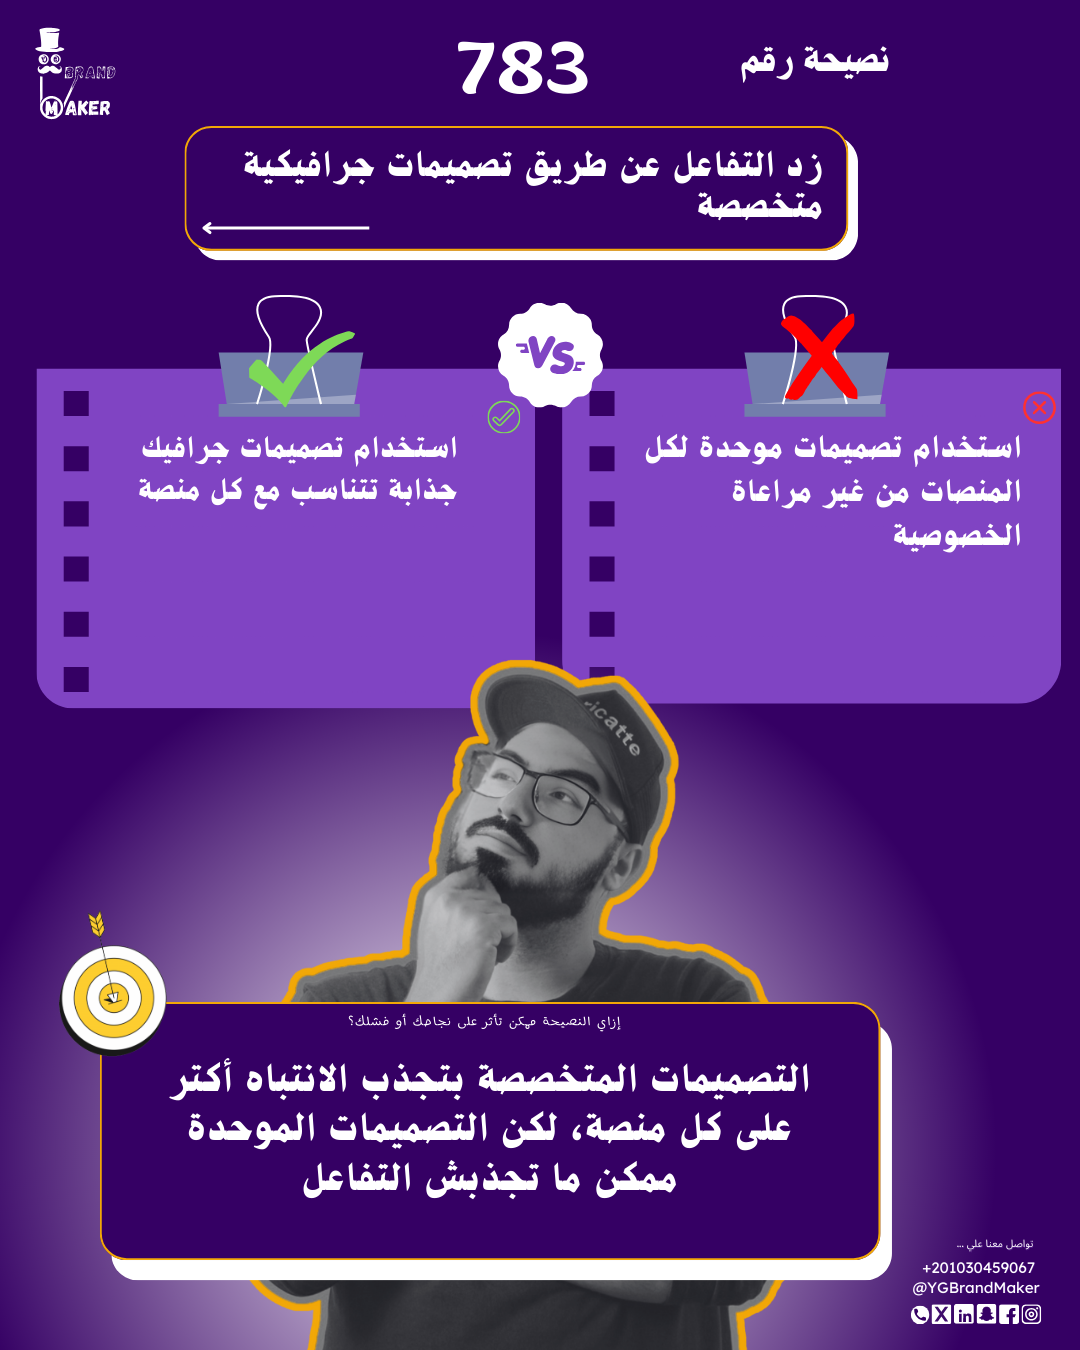 BRAND
MAKER
نصيحة رقم
783
زد التفاعل عن طريق تصميمات جرافيكية
متخصصة
VS
استخدام تصميمات موحدة لكل
المنصات من غير مراعاة
الخصوصية
استخدام تصميمات جرافيك
جذابة تتناسب مع كل منصة
icatte
إزاي النصيحة ممكن تأثر على نجاحك أو فشلك؟
التصميمات المتخصصة بتجذب الانتباه أكتر
على كل منصة، لكن التصميمات الموحدة
ممكن ما تجذبش التفاعل
تواصل معنا علي ...
+201030459067
@YGBrandMaker